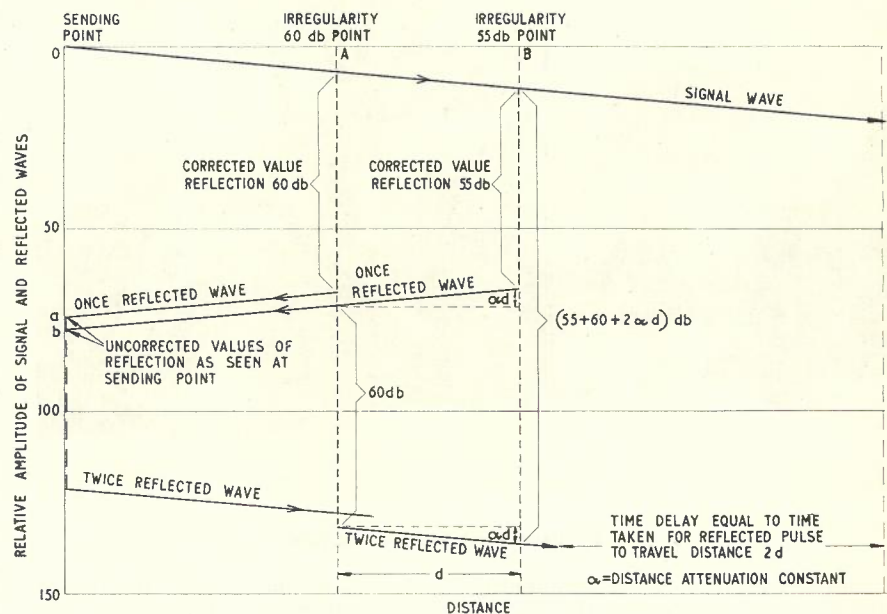 SENDING
POINT
IRREGULARITY
60 db POINT
IRREGULARITY
55db POINT
0
A
B
SIGNAL WAVE
CORRECTED VALUE
REFLECTION 60 db
CORRECTED VALUE
REFLECTION 55db
50
ONCE REFLECTED WAVE
ONCE
REFLECTED WAVE
αd
a
b
(55+60+2αd) db
UNCORRECTED VALUES OF
REFLECTION AS SEEN AT
SENDING POINT
60db
100
TWICE REFLECTED WAVE
αd
TWICE REFLECTED WAVE
TIME DELAY EQUAL TO TIME
TAKEN FOR REFLECTED PULSE
TO TRAVEL DISTANCE 2d
d
α=DISTANCE ATTENUATION CONSTANT
150
DISTANCE
RELATIVE AMPLITUDE OF SIGNAL AND REFLECTED WAVES